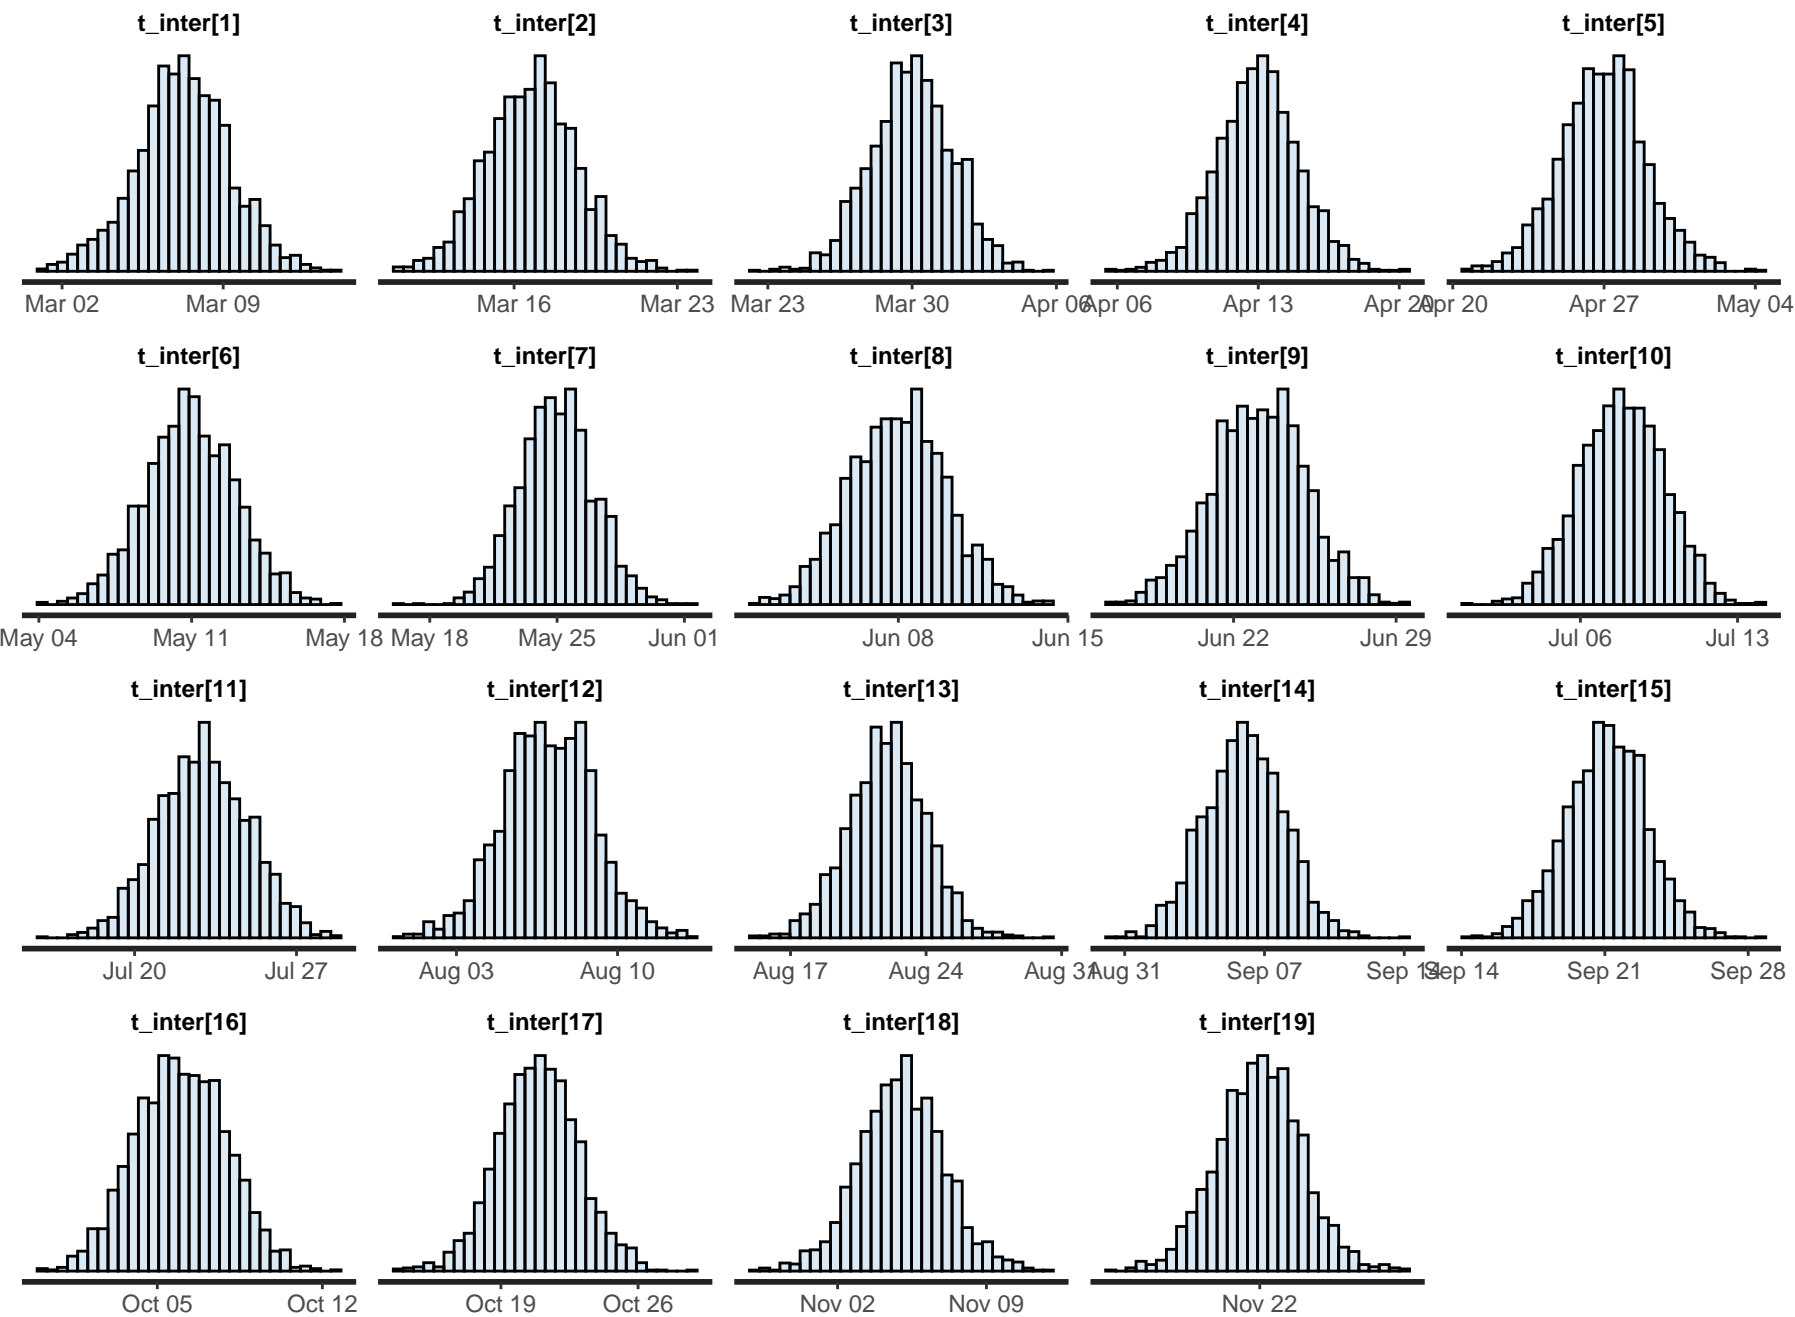 t_inter[1] t_inter[2] t_inter[3] t_inter[4] t_inter[5]
Mar 02 Mar 09 Mar 16 Mar 23 Mar 23 Mar 30 Apr 06 Apr 06 Apr 13 Apr 20 Apr 20 Apr 27 May 04
t_inter[6] t_inter[7] t_inter[8] t_inter[9] t_inter[10]
May 04 May 11 May 18 May 18 May 25 Jun 01 Jun 08 Jun 15 Jun 22 Jun 29 Jul 06 Jul 13
t_inter[11] t_inter[12] t_inter[13] t_inter[14] t_inter[15]
Jul 20 Jul 27 Aug 03 Aug 10 Aug 17 Aug 24 Aug 31 Aug 31 Sep 07 Sep 14 Sep 14 Sep 21 Sep 28
t_inter[16] t_inter[17] t_inter[18] t_inter[19]
Oct 05 Oct 12 Oct 19 Oct 26 Nov 02 Nov 09 Nov 22